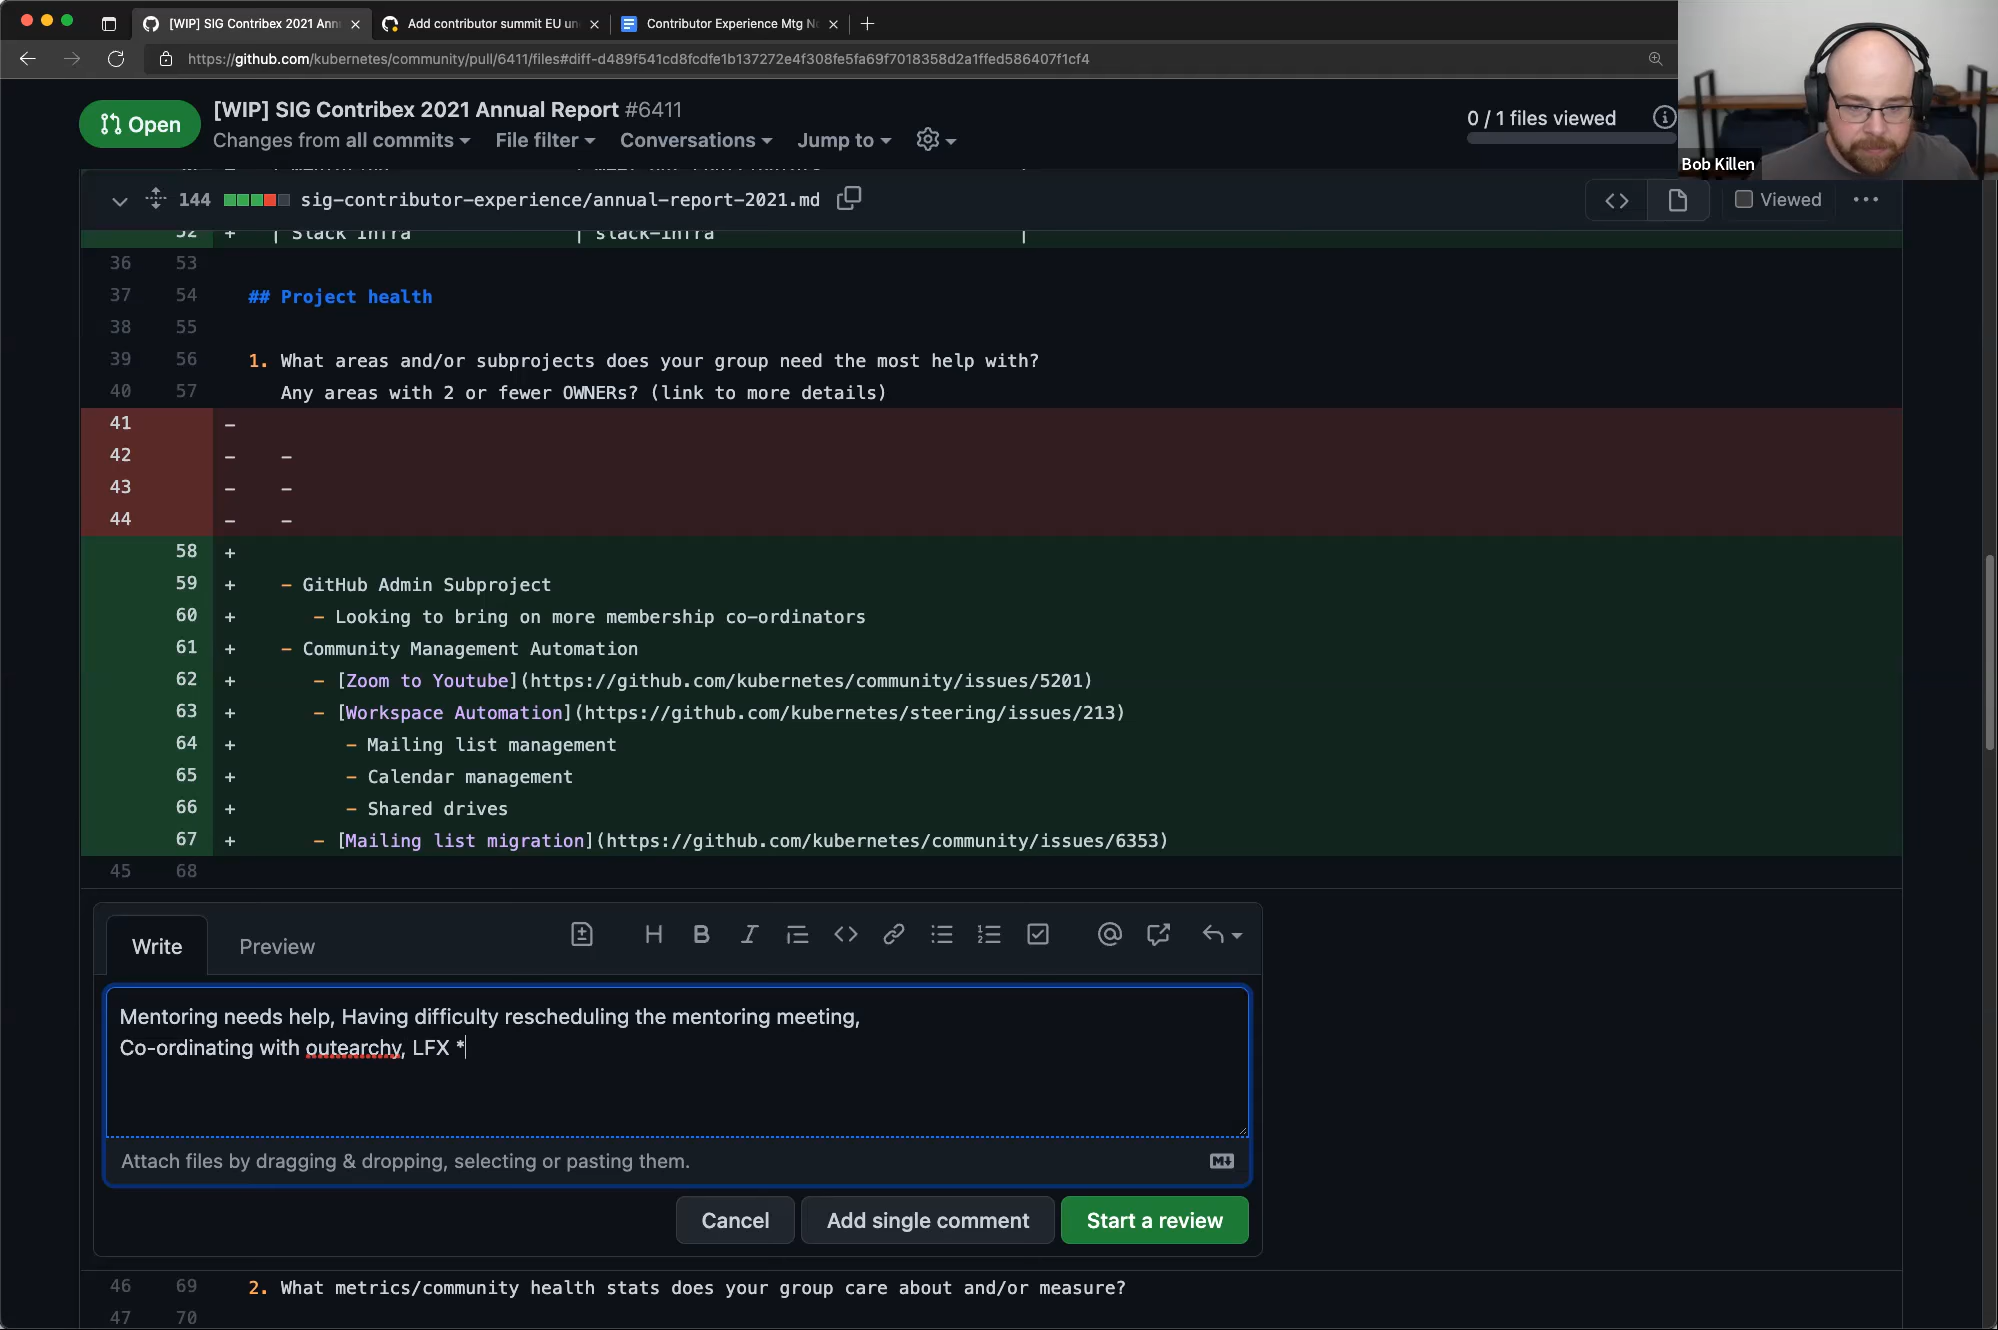 [WIP] SIG Contribex 2021 Ann
Add contributor summit EU un
Contributor Experience Mtg N
https://github.com/kubernetes/community/pull/6411/files#diff-d489f541cd8fcdfe1b137272e4f308fe5fa69f7018358d2a1ffed586407f1cf4
Open
[WIP] SIG Contribex 2021 Annual Report #6411
Changes from all commits File filter Conversations Jump to
0 / 1 files viewed
Bob Killen
144 sig-contributor-experience/annual-report-2021.md
Viewed
52 + | Slack Infra | slack-infra |
36 53
37 54 ## Project health
38 55
39 56 1. What areas and/or subprojects does your group need the most help with?
40 57 Any areas with 2 or fewer OWNERs? (link to more details)
41 -
42 - -
43 - -
44 - -
58 +
59 + - GitHub Admin Subproject
60 + - Looking to bring on more membership co-ordinators
61 + - Community Management Automation
62 + - [Zoom to Youtube](https://github.com/kubernetes/community/issues/5201)
63 + - [Workspace Automation](https://github.com/kubernetes/steering/issues/213)
64 + - Mailing list management
65 + - Calendar management
66 + - Shared drives
67 + - [Mailing list migration](https://github.com/kubernetes/community/issues/6353)
45 68
Write Preview
Mentoring needs help, Having difficulty rescheduling the mentoring meeting,
Co-ordinating with outearchy, LFX *
Attach files by dragging & dropping, selecting or pasting them.
Cancel Add single comment Start a review
46 69 2. What metrics/community health stats does your group care about and/or measure?
47 70